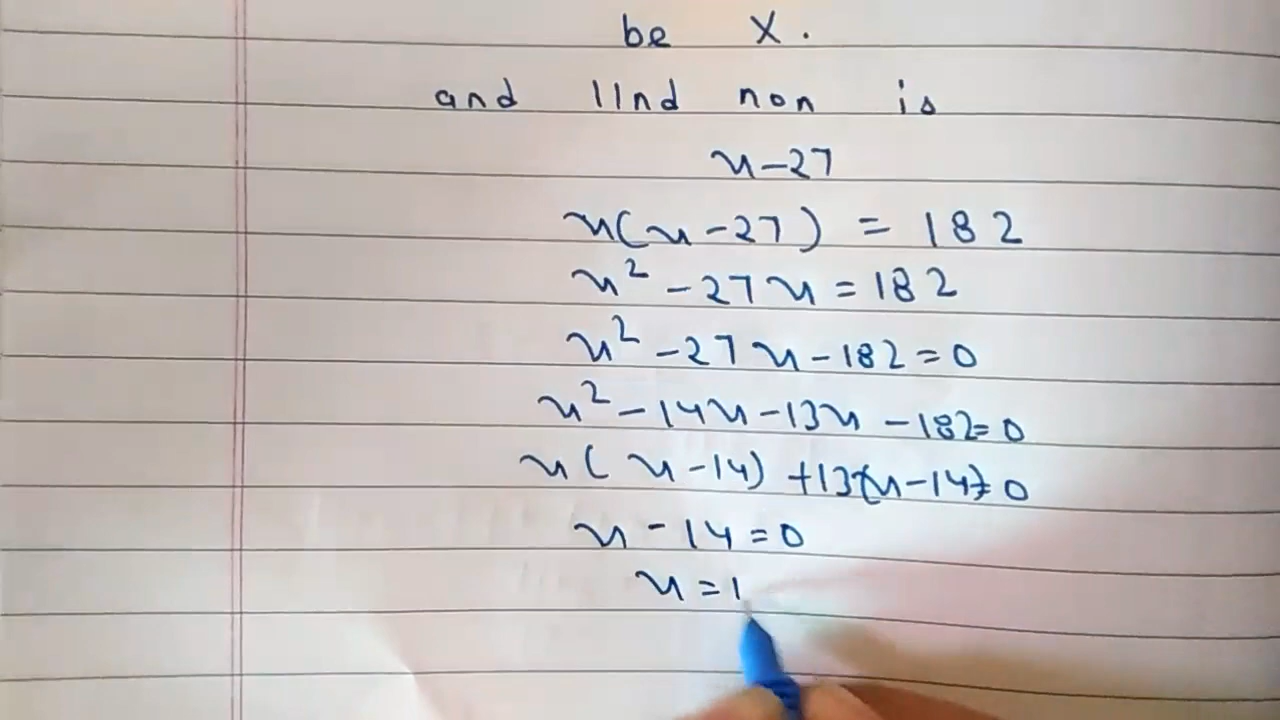 be X.
and IInd non is
x-27
x(x-27) = 182
x² - 27x = 182
x² - 27x - 182 = 0
x² - 14x - 13x - 182 = 0
x(x-14) +13(x-14)=0
x - 14 = 0
x = 1